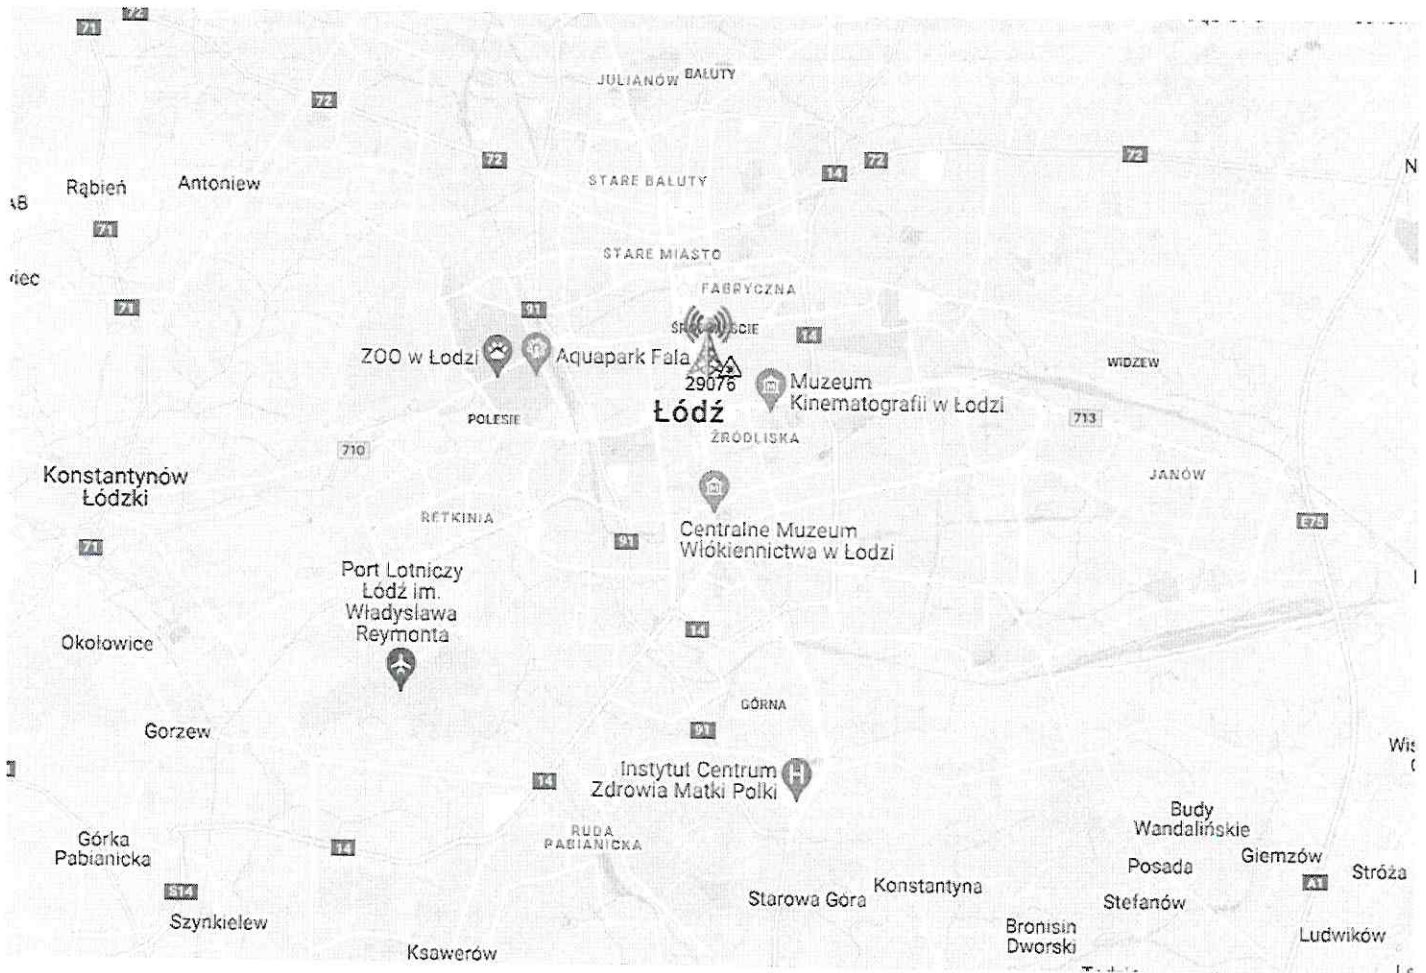 72
71
JULIANÓW
BAŁUTY
72
72
14
72
72
STARE BAŁUTY
Rąbień
Antoniew
71
STARE MIASTO
FABRYCZNA
71
91
14
ZOO w Łodzi
Aquapark Fala
29076
Łódź
Muzeum
Kinematografii w Łodzi
WIDZEW
POLESIE
713
ŹRÓDLISKA
710
Konstantynów
Łódzki
JANÓW
RETKINIA
Centralne Muzeum
Włókiennictwa w Łodzi
E75
91
71
Port Lotniczy
Łódź im.
Władysława
Reymonta
14
Okołowice
GÓRNA
91
Gorzew
Instytut Centrum
Zdrowia Matki Polki
14
RUDA
PABIANICKA
14
Górka
Pabianicka
Budy
Wandalińskie
Giemzów
Posada
Stróża
A1
S14
Konstantyna
Starowa Góra
Stefanów
Szynkielew
Bronisin
Dworski
Ludwików
Ksawerów